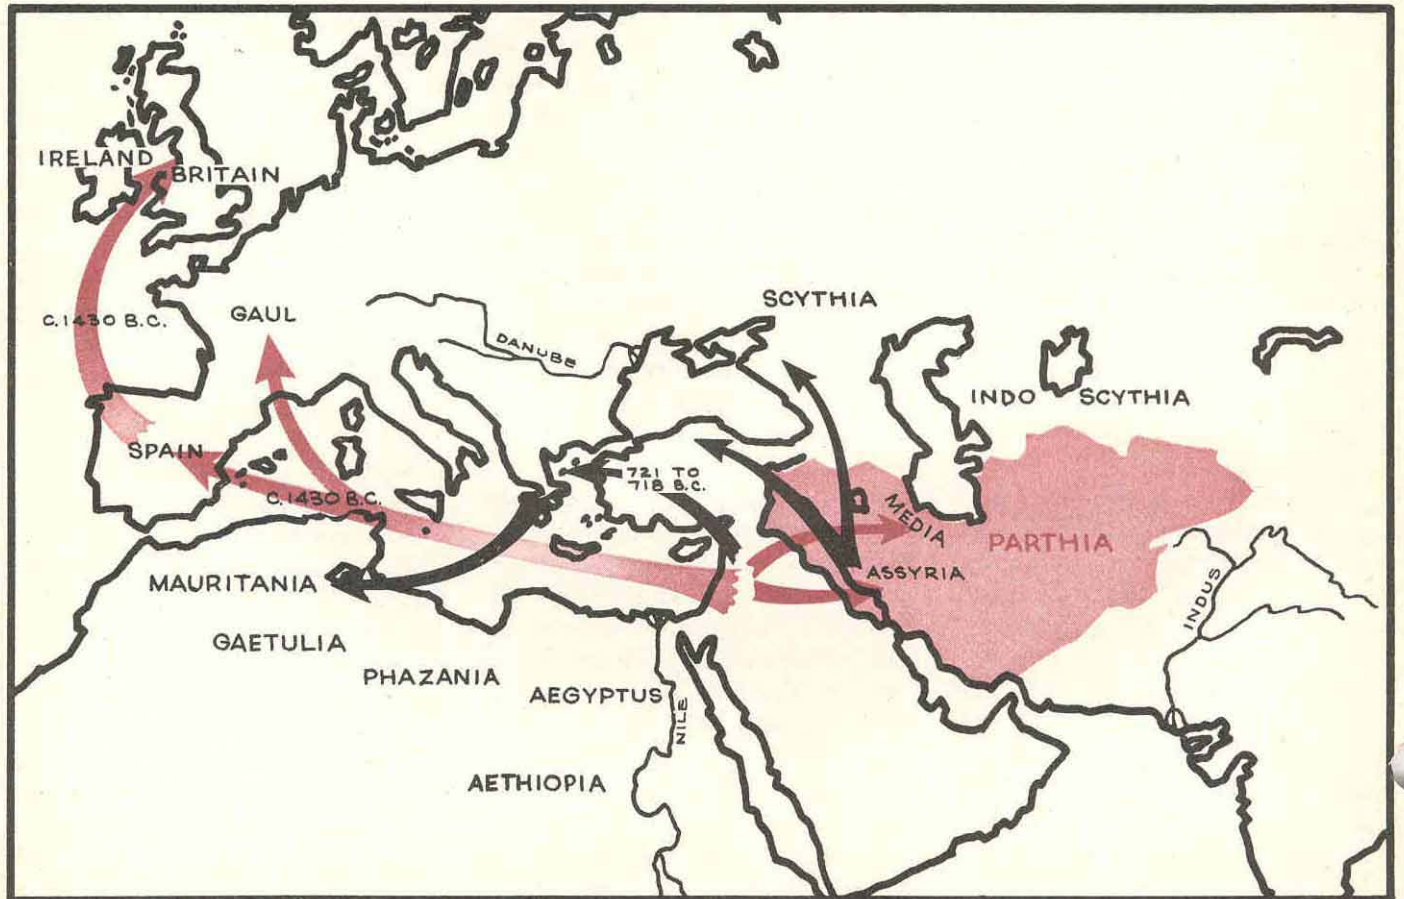 IRELAND
BRITAIN
C.1430 B.C.
GAUL
SCYTHIA
DANUBE
INDO SCYTHIA
SPAIN
C.1430 B.C.
721 TO
718 B.C.
MEDIA
PARTHIA
ASSYRIA
MAURITANIA
INDUS
GAETULIA
PHAZANIA
AEGYPTUS
NILE
AETHIOPIA